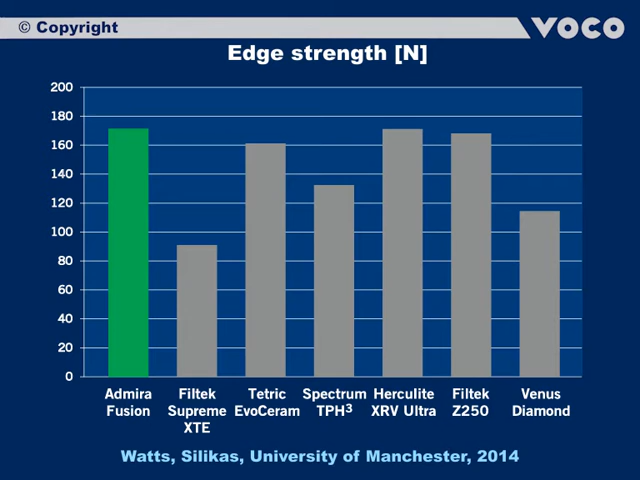 © Copyright
VOCO
Edge strength [N]
200
180
160
140
120
100
80
60
40
20
0
Admira Fusion
Filtek Supreme XTE
Tetric EvoCeram
Spectrum TPH³
Herculite XRV Ultra
Filtek Z250
Venus Diamond
Watts, Silikas, University of Manchester, 2014